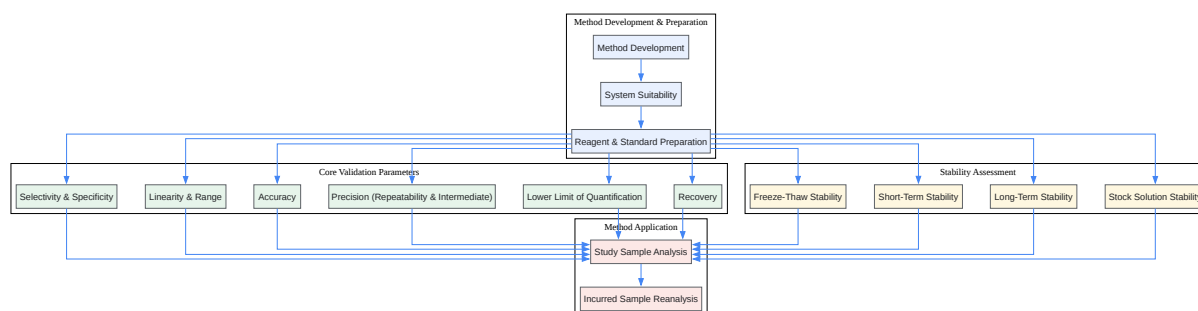 Method Development & Preparation
Method Development
System Suitability
Reagent & Standard Preparation
Core Validation Parameters
Stability Assessment
Selectivity & Specificity
Linearity & Range
Accuracy
Precision (Repeatability & Intermediate)
Lower Limit of Quantification
Recovery
Freeze-Thaw Stability
Short-Term Stability
Long-Term Stability
Stock Solution Stability
Method Application
Study Sample Analysis
Incurred Sample Reanalysis